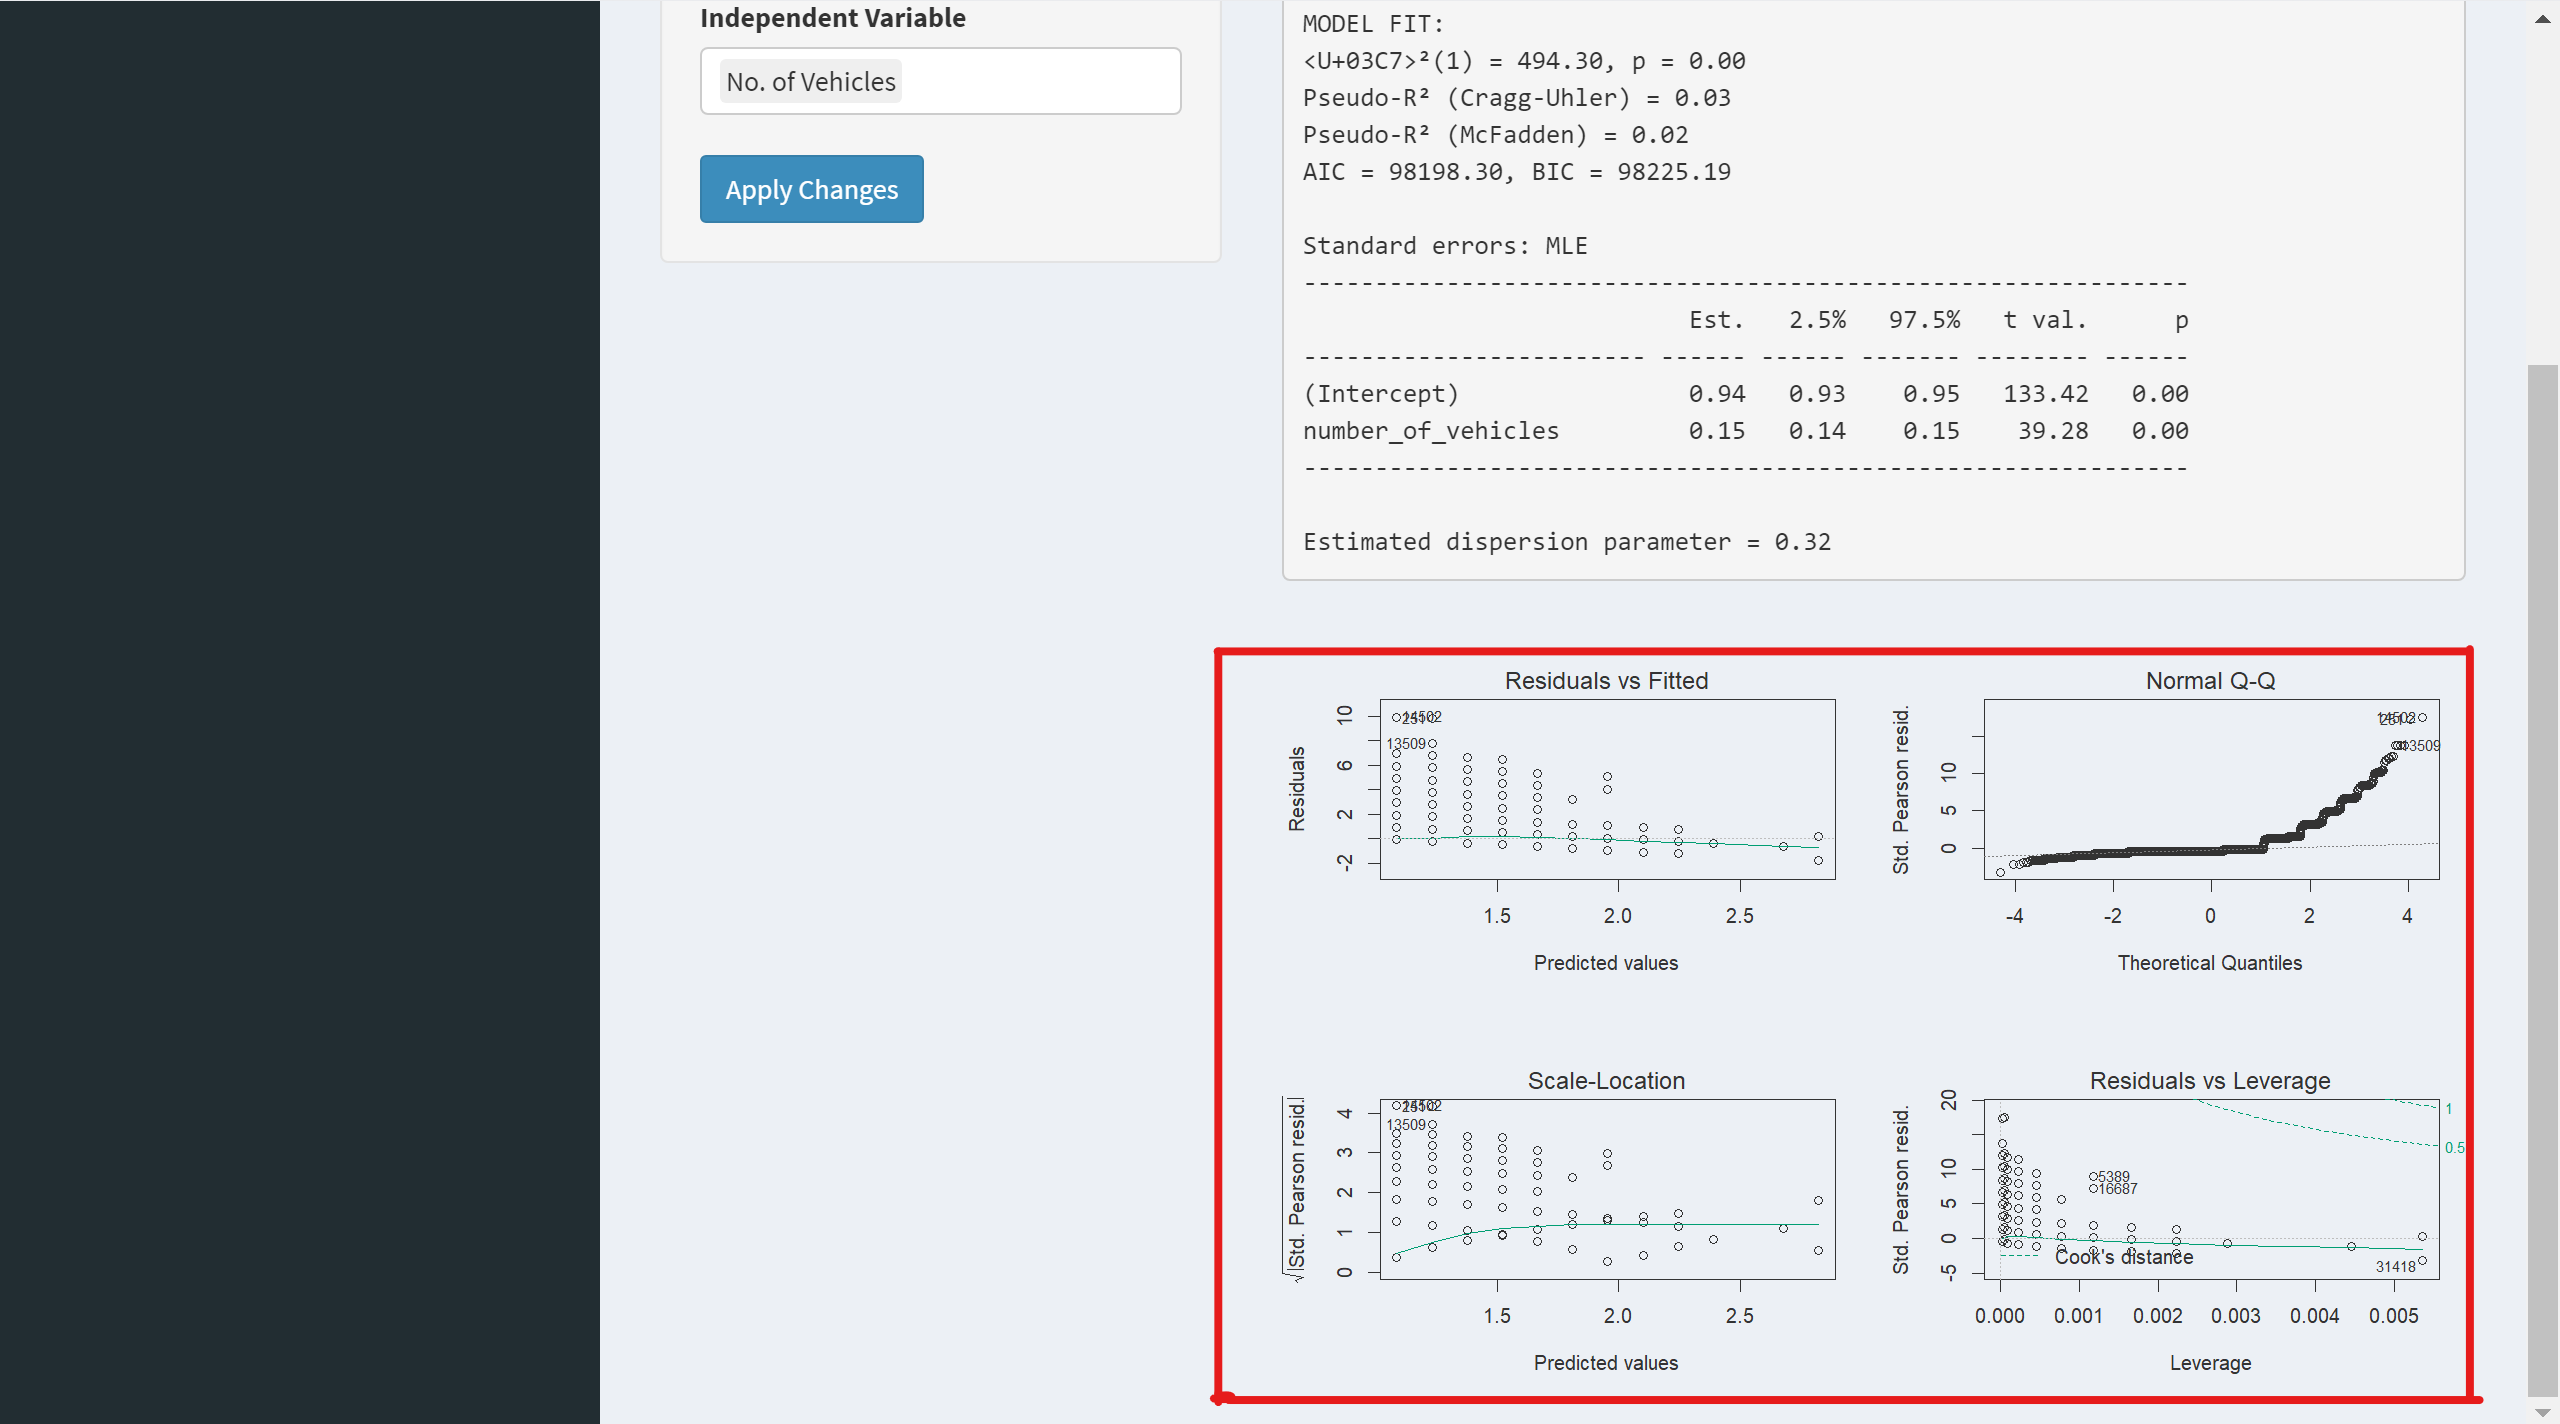 Independent Variable
No. of Vehicles
Apply Changes
MODEL FIT:
<U+03C7>²(1) = 494.30, p = 0.00
Pseudo-R² (Cragg-Uhler) = 0.03
Pseudo-R² (McFadden) = 0.02
AIC = 98198.30, BIC = 98225.19
Standard errors: MLE
---------------------------------------------------------------
Est. 2.5% 97.5% t val. p
------------------------ ------ ------ ------- -------- ------
(Intercept) 0.94 0.93 0.95 133.42 0.00
number_of_vehicles 0.15 0.14 0.15 39.28 0.00
---------------------------------------------------------------
Estimated dispersion parameter = 0.32
Residuals vs Fitted
Residuals
10
6
2
-2
14502
13509
1.5 2.0 2.5
Predicted values
Normal Q-Q
Std. Pearson resid.
10
5
0
14502
13509
-4 -2 0 2 4
Theoretical Quantiles
Scale-Location
√|Std. Pearson resid.|
4
3
2
1
0
14502
13509
1.5 2.0 2.5
Predicted values
Residuals vs Leverage
Std. Pearson resid.
20
10
5
0
-5
1
0.5
5389
16687
Cook's distance
31418
0.000 0.001 0.002 0.003 0.004 0.005
Leverage